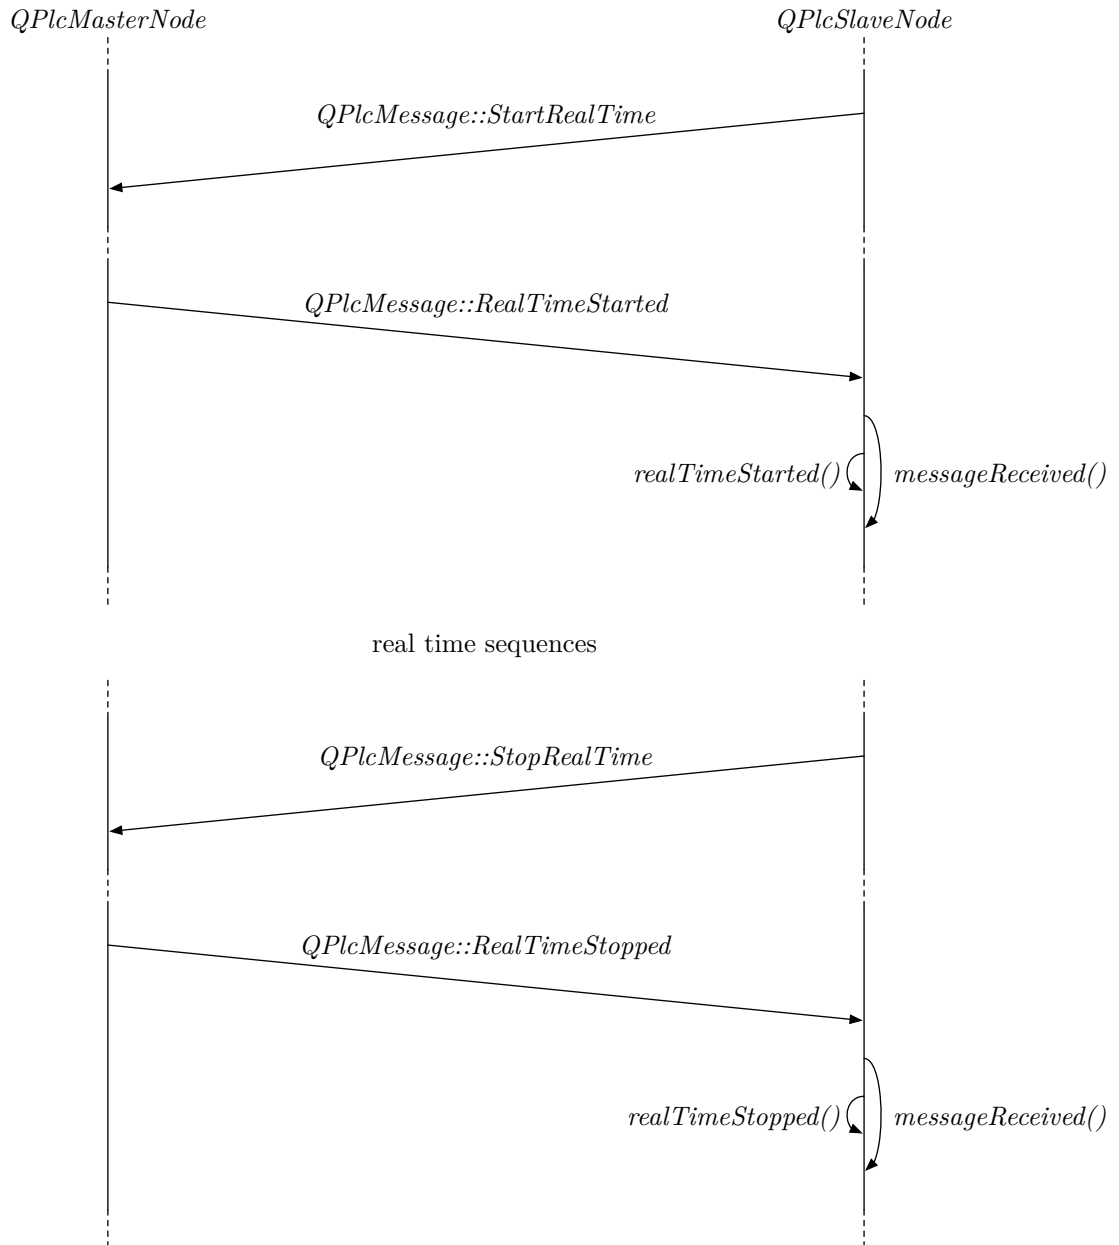 QPlcMasterNode QPlcSlaveNode
QPlcMessage::StartRealTime
QPlcMessage::RealTimeStarted
realTimeStarted() messageReceived()
real time sequences
QPlcMessage::StopRealTime
QPlcMessage::RealTimeStopped
realTimeStopped() messageReceived()